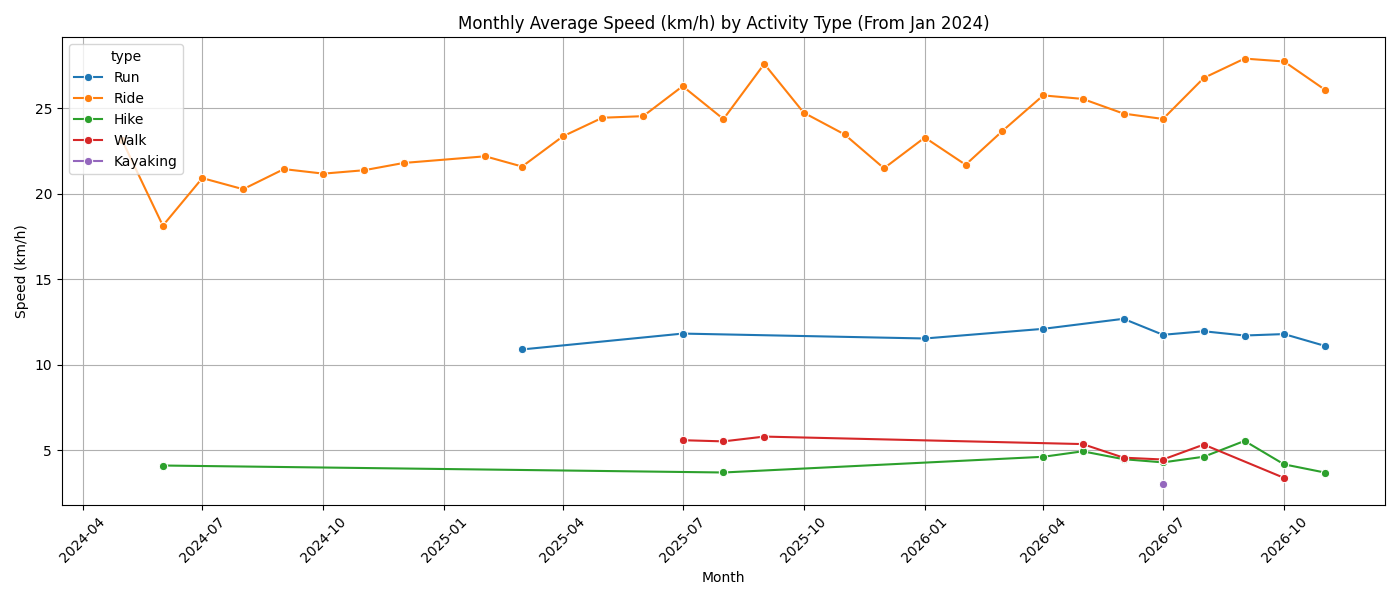 Monthly Average Speed (km/h) by Activity Type (From Jan 2024)
type
Run
Ride
Hike
Walk
Kayaking
Speed (km/h)
25
20
15
10
5
2024-04
2024-07
2024-10
2025-01
2025-04
2025-07
2025-10
2026-01
2026-04
2026-07
2026-10
Month